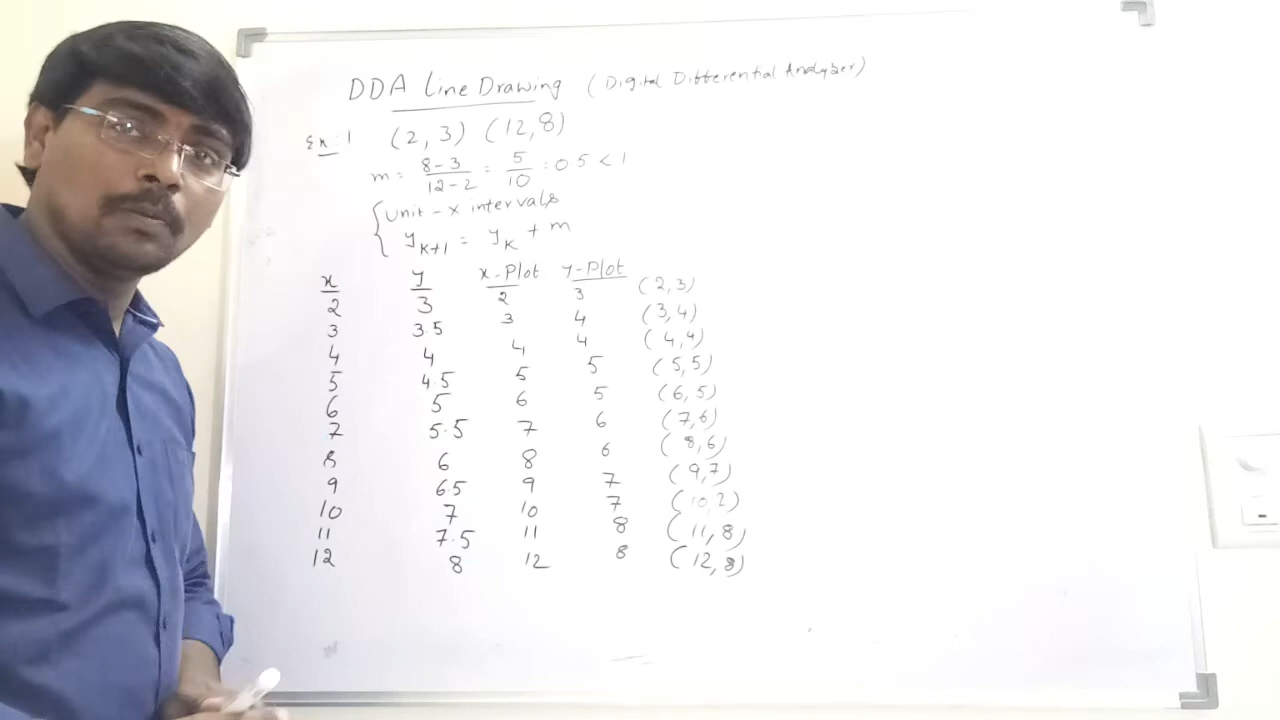 DDA Line Drawing (Digital Differential Analyzer)
Ex:1 (2,3) (12,8)
m = 8-3/12-2 = 5/10 = 0.5 < 1
{ Unit-x intervals
y_{K+1} = y_K + m
x y x-Plot y-Plot
2 3 2 3 (2,3)
3 3.5 3 4 (3,4)
4 4 4 4 (4,4)
5 4.5 5 5 (5,5)
6 5 6 5 (6,5)
7 5.5 7 6 (7,6)
8 6 8 6 (8,6)
9 6.5 9 7 (9,7)
10 7 10 7 (10,7)
11 7.5 11 8 (11,8)
12 8 12 8 (12,8)